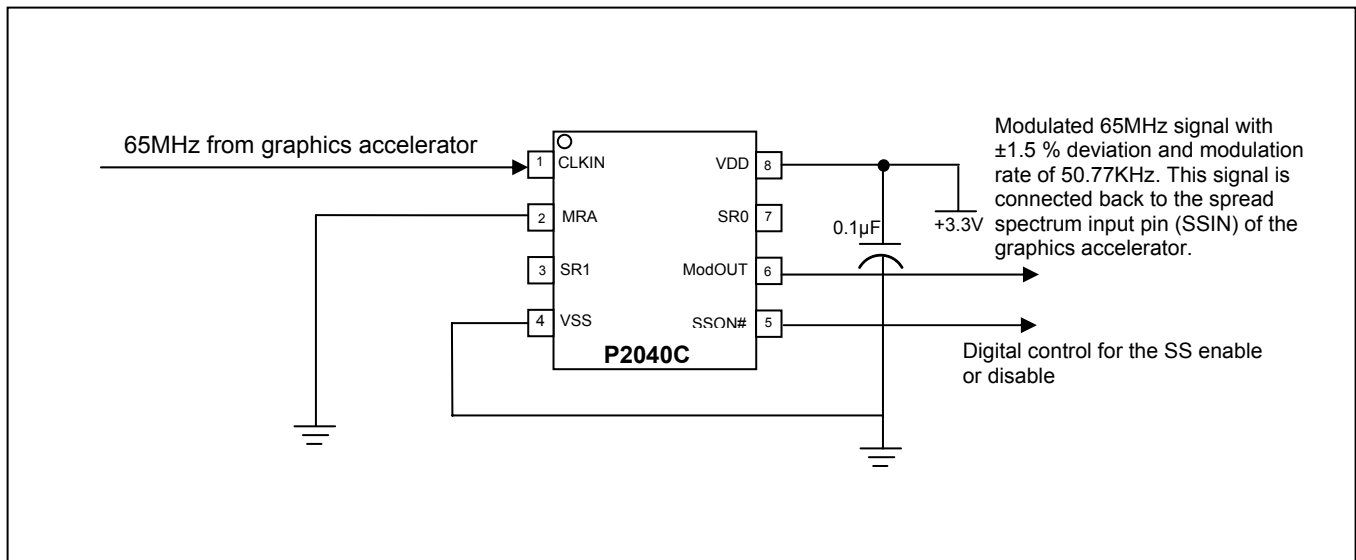 65MHz from graphics accelerator
1 CLKIN
2 MRA
3 SR1
4 VSS
VDD 8
SR0 7
ModOUT 6
SSON# 5
P2040C
0.1µF
+3.3V
Modulated 65MHz signal with
±1.5 % deviation and modulation
rate of 50.77KHz. This signal is
connected back to the spread
spectrum input pin (SSIN) of the
graphics accelerator.
Digital control for the SS enable
or disable